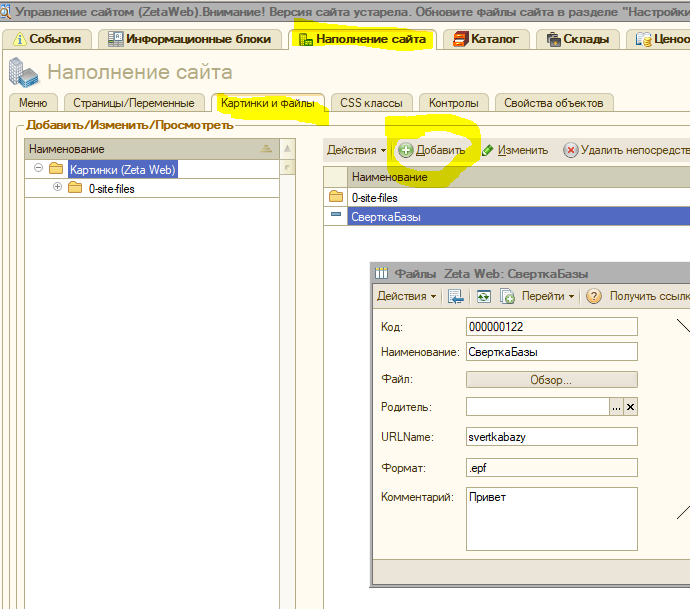 Управление сайтом (ZetaWeb).Внимание! Версия сайта устарела. Обновите файлы сайта в разделе "Настройки
События Информационные блоки Наполнение сайта Каталог Склады Ценоо
Наполнение сайта
Меню Страницы/Переменные Картинки и файлы CSS классы Контролы Свойства объектов
Добавить/Изменить/Просмотреть
Наименование
Картинки (Zeta Web)
0-site-files
Действия Добавить Изменить Удалить непосредств
Наименование
0-site-files
СверткаБазы
Файлы Zeta Web: СверткаБазы
Действия Перейти ? Получить ссылк
Код: 000000122
Наименование: СверткаБазы
Файл: Обзор...
Родитель: ... x
URLName: svertkabazy
Формат: .epf
Комментарий: Привет